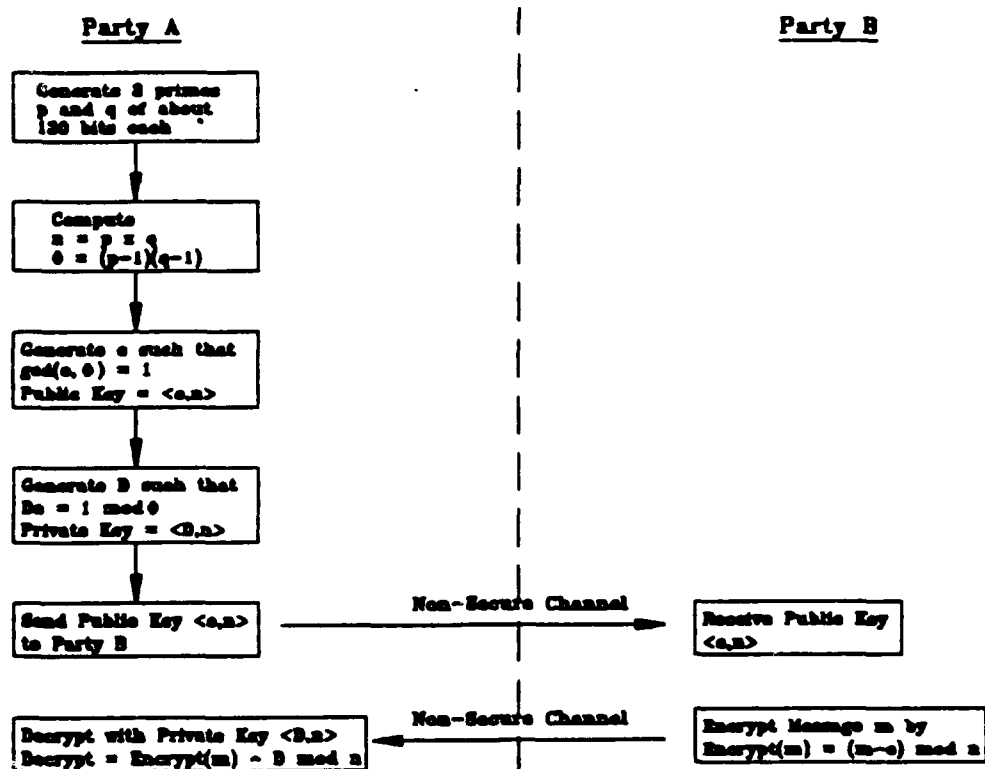 Party A
Party B
Generate 2 primes
p and q of about
130 bits each
Compute
n = p x q
Φ = (p-1)(q-1)
Generate e such that
gcd(e, Φ) = 1
Public Key = <e,n>
Generate D such that
De = 1 mod Φ
Private Key = <D,n>
Send Public Key <e,n>
to Party B
Non-Secure Channel
Receive Public Key
<e,n>
Decrypt with Private Key <D,n>
Decrypt = Encrypt(m) ^ D mod n
Non-Secure Channel
Encrypt Message m by
Encrypt(m) = (m^e) mod n